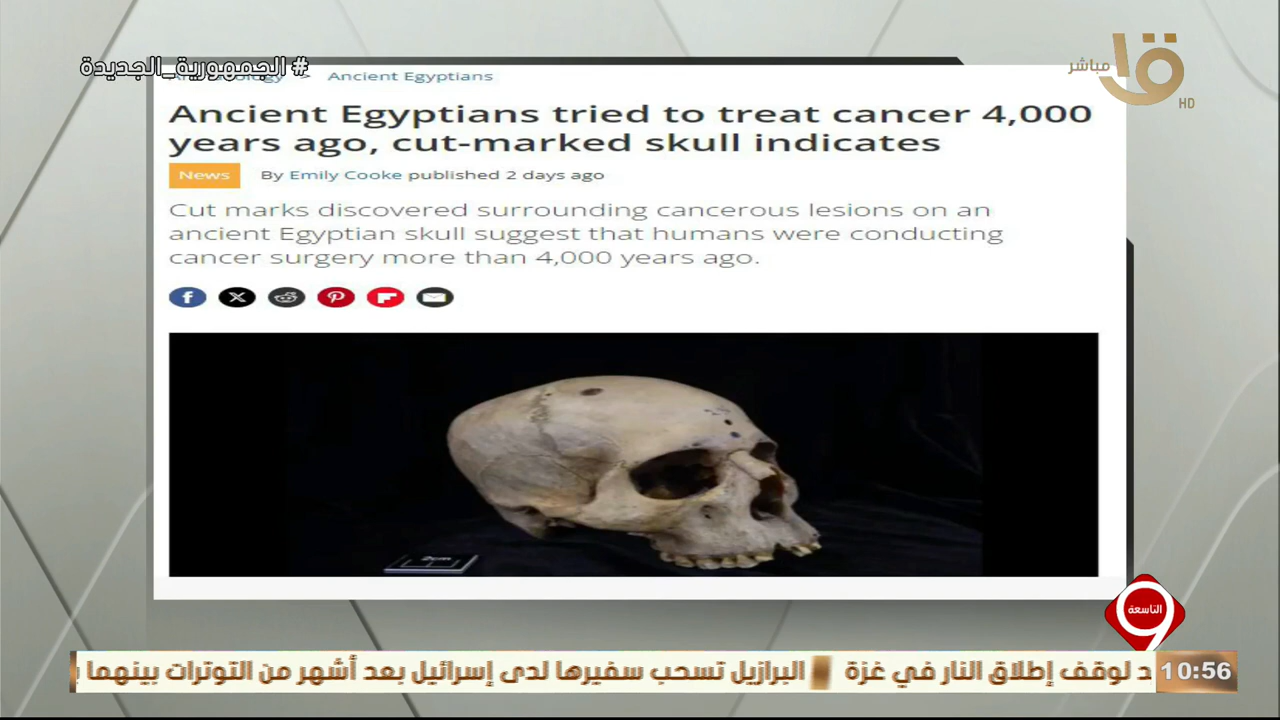 #الجمهورية_الجديدة
مباشر
HD
Ancient Egyptians
Ancient Egyptians tried to treat cancer 4,000
years ago, cut-marked skull indicates
News By Emily Cooke published 2 days ago
Cut marks discovered surrounding cancerous lesions on an
ancient Egyptian skull suggest that humans were conducting
cancer surgery more than 4,000 years ago.
التاسعة
9
10:56
د لوقف إطلاق النار في غزة البرازيل تسحب سفيرها لدى إسرائيل بعد أشهر من التوترات بينهما